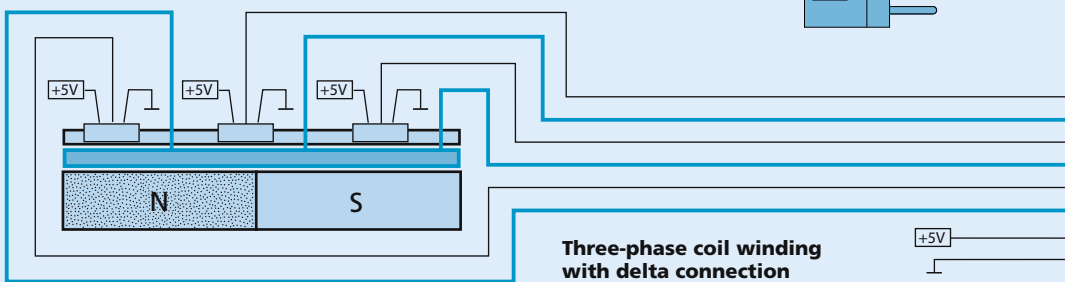 +5V
+5V
+5V
N
S
Three-phase coil winding
with delta connection
+5V